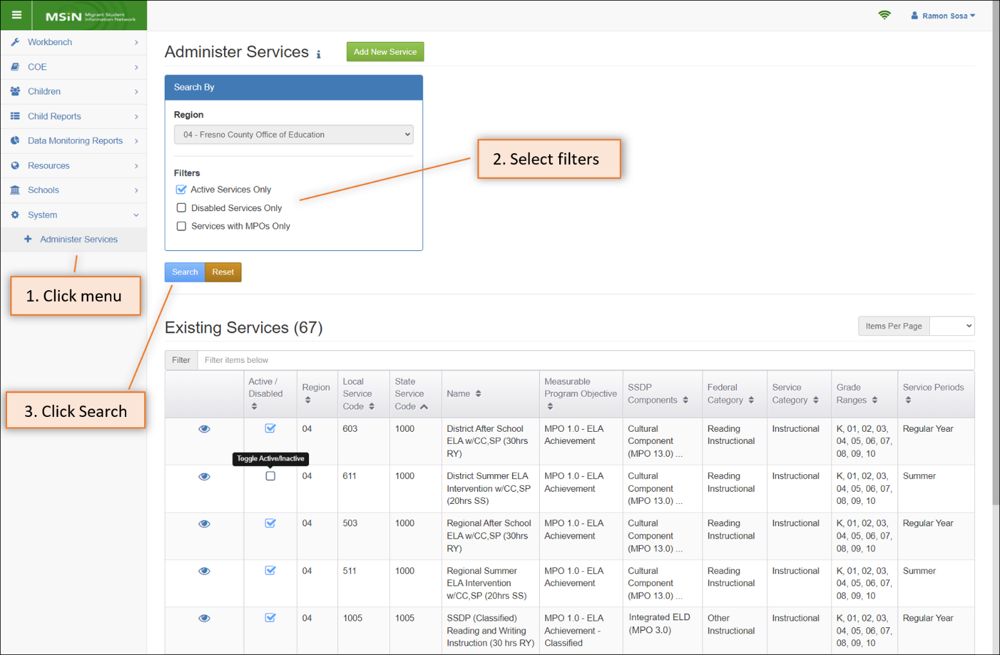 MSiN Migrant Student Information Network
Ramon Sosa
Workbench
COE
Children
Child Reports
Data Monitoring Reports
Resources
Schools
System
Administer Services
1. Click menu
Administer Services
Add New Service
Search By
Region
04 - Fresno County Office of Education
Filters
Active Services Only
Disabled Services Only
Services with MPOs Only
2. Select filters
Search Reset
3. Click Search
Existing Services (67)
Items Per Page
Filter Filter items below
Active / Disabled
Region
Local Service Code
State Service Code
Name
Measurable Program Objective
SSDP Components
Federal Category
Service Category
Grade Ranges
Service Periods
04 603 1000 District After School ELA w/CC,SP (30hrs RY) MPO 1.0 - ELA Achievement Cultural Component (MPO 13.0) ... Reading Instructional Instructional K, 01, 02, 03, 04, 05, 06, 07, 08, 09, 10 Regular Year
Toggle Active/Inactive
04 611 1000 District Summer ELA Intervention w/CC,SP (20hrs SS) MPO 1.0 - ELA Achievement Cultural Component (MPO 13.0) ... Reading Instructional Instructional K, 01, 02, 03, 04, 05, 06, 07, 08, 09, 10 Summer
04 503 1000 Regional After School ELA w/CC,SP (30hrs RY) MPO 1.0 - ELA Achievement Cultural Component (MPO 13.0) ... Reading Instructional Instructional K, 01, 02, 03, 04, 05, 06, 07, 08, 09, 10 Regular Year
04 511 1000 Regional Summer ELA Intervention w/CC,SP (20hrs SS) MPO 1.0 - ELA Achievement Cultural Component (MPO 13.0) ... Reading Instructional Instructional K, 01, 02, 03, 04, 05, 06, 07, 08, 09, 10 Summer
04 1005 1005 SSDP (Classified) Reading and Writing Instruction (30 hrs RY) MPO 1.0 - ELA Achievement - Classified Integrated ELD (MPO 3.0) Other Instructional Instructional K, 01, 02, 03, 04, 05, 06, 07, 08, 09, 10 Regular Year